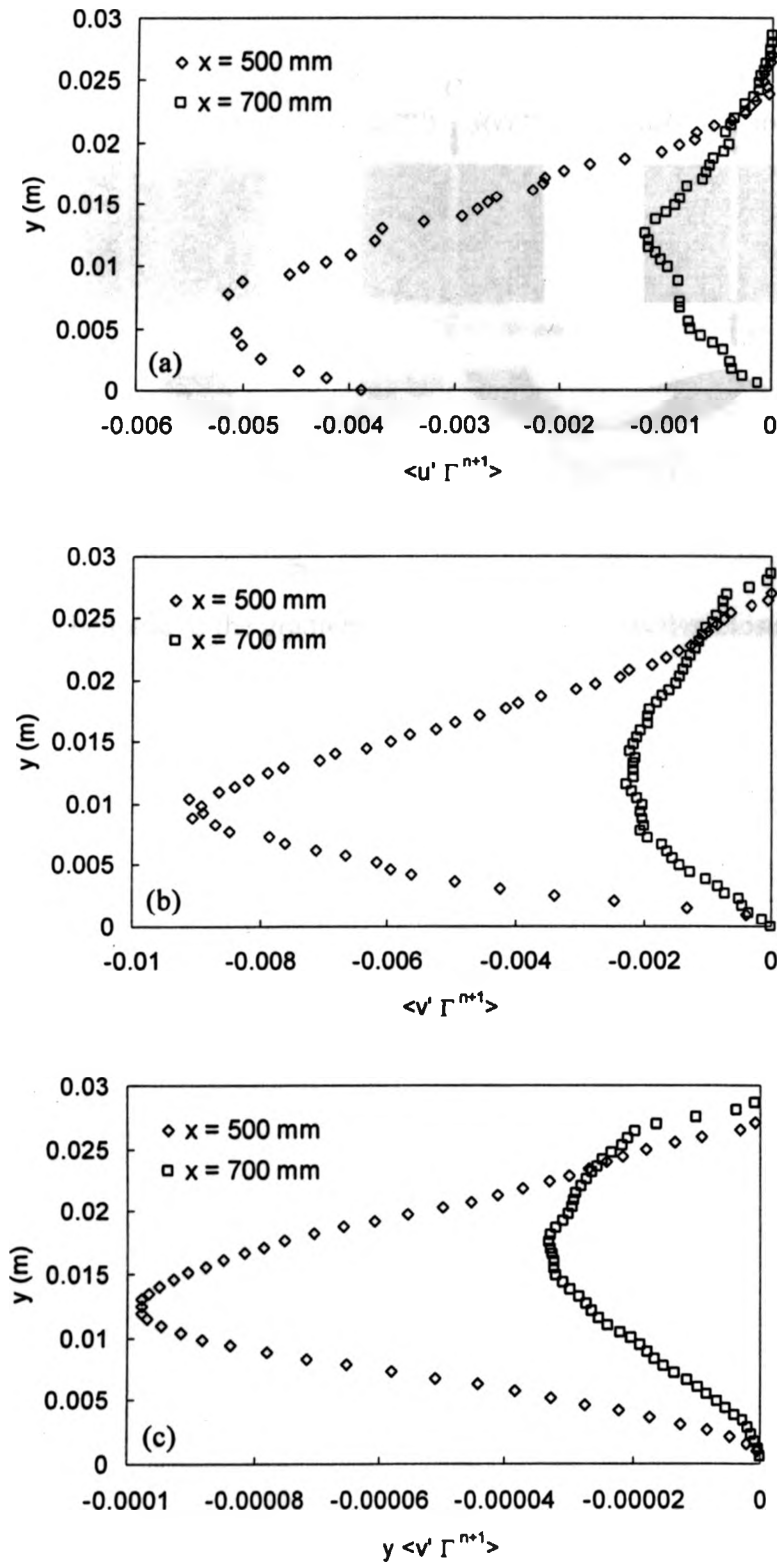 0.03
0.025
0.02
0.015
0.01
0.005
0
y (m)
◇ x = 500 mm
□ x = 700 mm
(a)
-0.006 -0.005 -0.004 -0.003 -0.002 -0.001 0
<u' Γⁿ⁺¹>
0.03
0.025
0.02
0.015
0.01
0.005
0
y (m)
◇ x = 500 mm
□ x = 700 mm
(b)
-0.01 -0.008 -0.006 -0.004 -0.002 0
<v' Γⁿ⁺¹>
0.03
0.025
0.02
0.015
0.01
0.005
0
y (m)
◇ x = 500 mm
□ x = 700 mm
(c)
-0.0001 -0.00008 -0.00006 -0.00004 -0.00002 0
y <v' Γⁿ⁺¹>